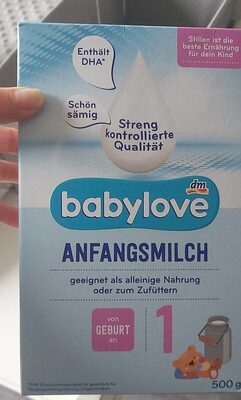 Enthält
DHA*
Stillen ist die
beste Ernährung
für dein Kind
Schön
sämig
Streng
kontrollierte
Qualität
dm
babylove
ANFANGSMILCH
geeignet als alleinige Nahrung
oder zum Zufüttern
von
GEBURT
an
1
500 g